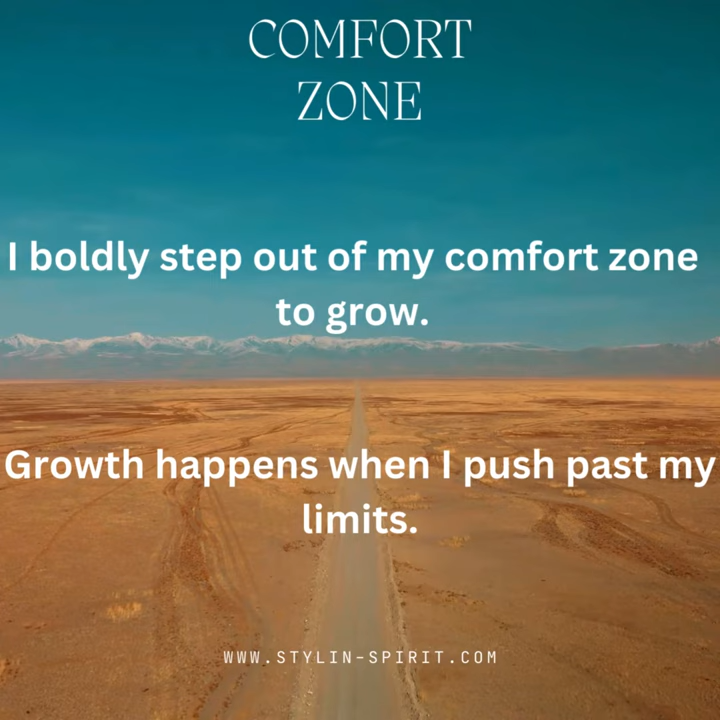 COMFORT
ZONE
I boldly step out of my comfort zone
to grow.
Growth happens when I push past my
limits.
WWW.STYLIN-SPIRIT.COM